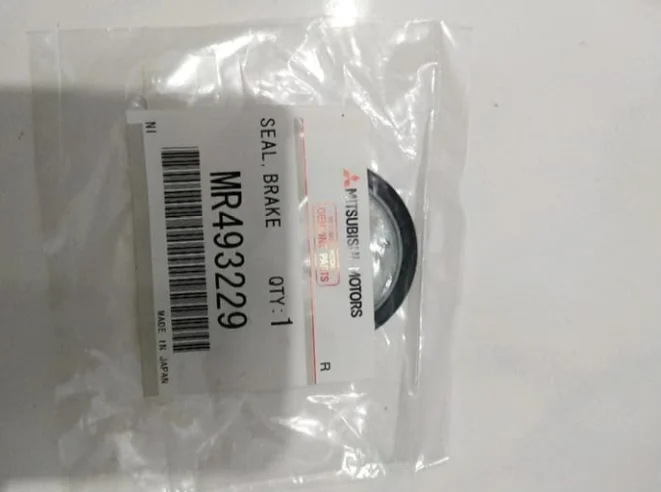 MITSUBISHI MOTORS
GENUINE PARTS
R
SEAL, BRAKE QTY:1
MR493229
NI
MADE IN JAPAN